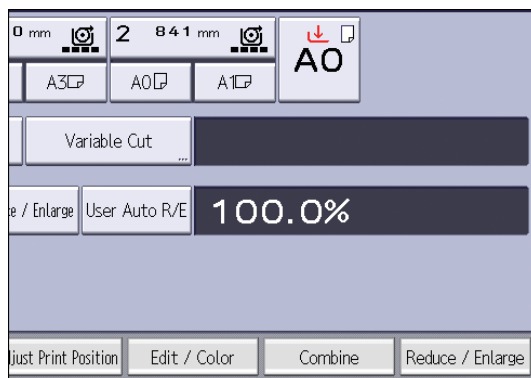 0 mm 2 841 mm
A0
A3 A0 A1
Variable Cut ...
e / Enlarge User Auto R/E 100.0%
just Print Position Edit / Color Combine Reduce / Enlarge